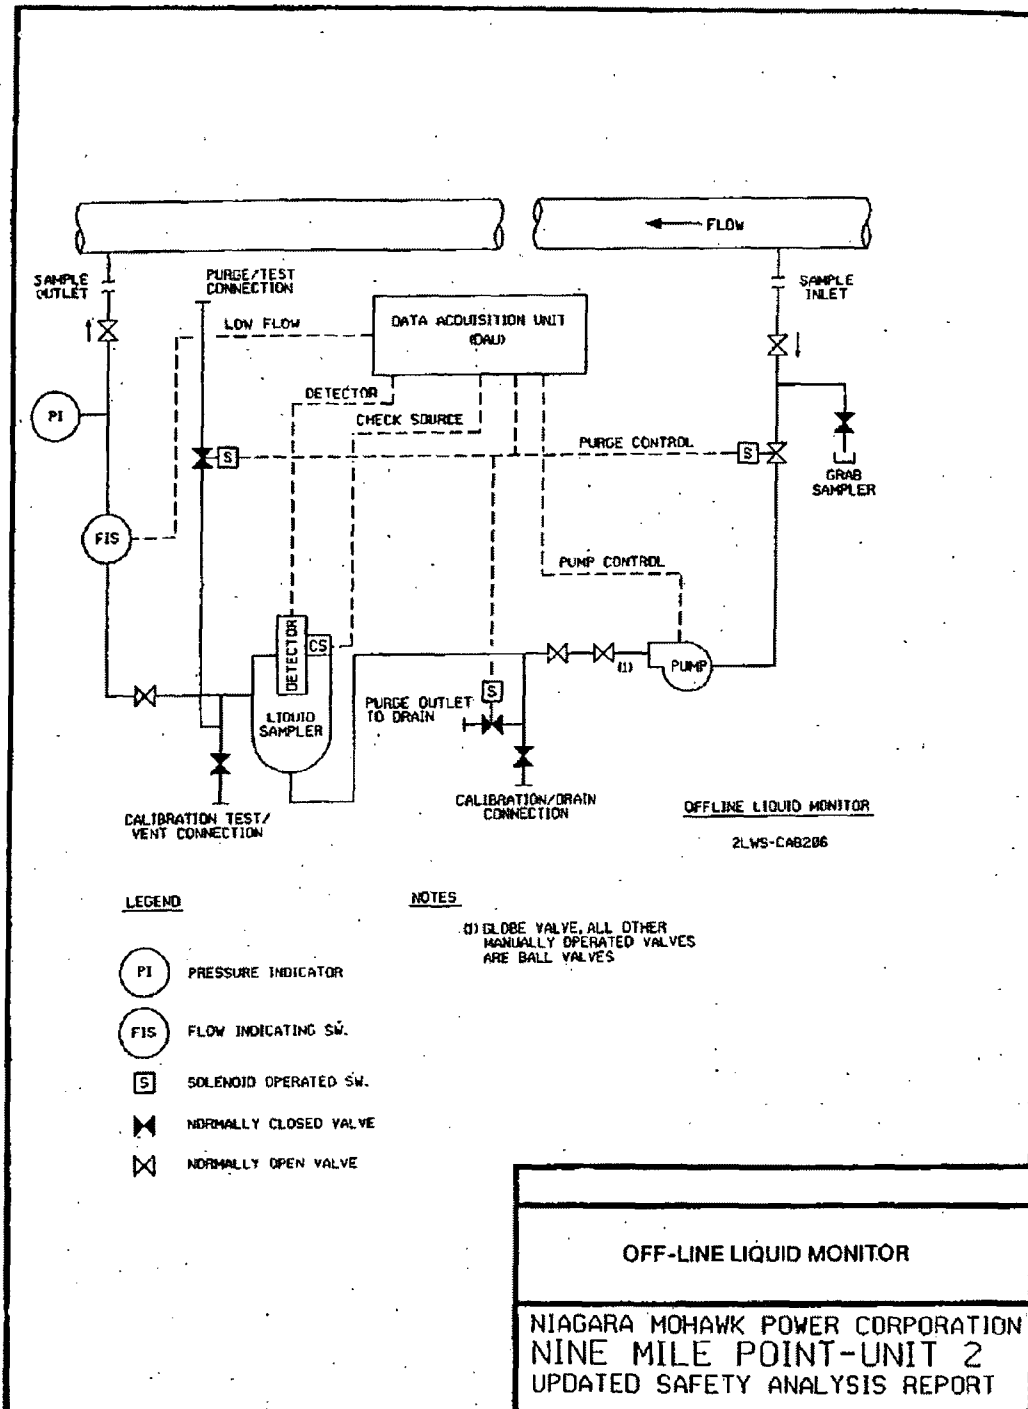 FLOW
SAMPLE
OUTLET
PURGE/TEST
CONNECTION
SAMPLE
INLET
LOW FLOW
DATA ACQUISITION UNIT
(DAU)
DETECTOR
CHECK SOURCE
PI
PURGE CONTROL
S
S
GRAB
SAMPLER
FIS
PUMP CONTROL
DETECTOR
CS
PUMP
(1)
S
PURGE OUTLET
TO DRAIN
LIQUID
SAMPLER
CALIBRATION TEST/
VENT CONNECTION
CALIBRATION/DRAIN
CONNECTION
OFFLINE LIQUID MONITOR
2LWS-CAB206
LEGEND
PI PRESSURE INDICATOR
FIS FLOW INDICATING SW.
S SOLENOID OPERATED SW.
NORMALLY CLOSED VALVE
NORMALLY OPEN VALVE
NOTES
(1) GLOBE VALVE, ALL OTHER
MANUALLY OPERATED VALVES
ARE BALL VALVES
OFF-LINE LIQUID MONITOR
NIAGARA MOHAWK POWER CORPORATION
NINE MILE POINT-UNIT 2
UPDATED SAFETY ANALYSIS REPORT